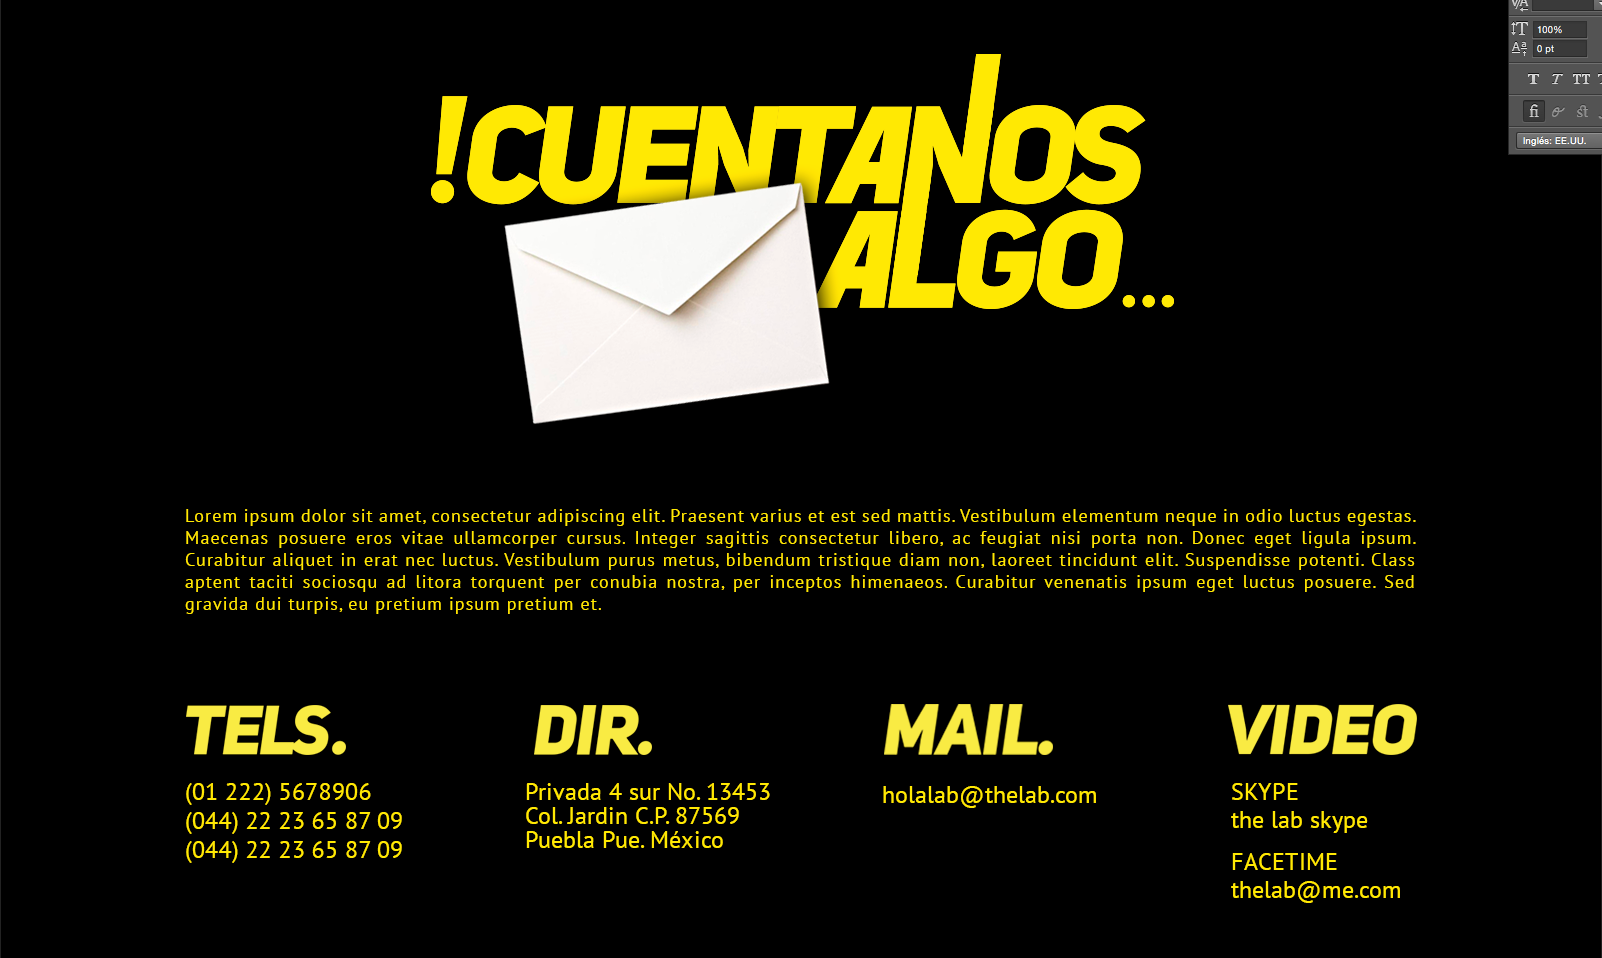 100%
0 pt
T T TT
fi st
Inglés: EE.UU.
!CUENTANOS
ALGO...
Lorem ipsum dolor sit amet, consectetur adipiscing elit. Praesent varius et est sed mattis. Vestibulum elementum neque in odio luctus egestas.
Maecenas posuere eros vitae ullamcorper cursus. Integer sagittis consectetur libero, ac feugiat nisi porta non. Donec eget ligula ipsum.
Curabitur aliquet in erat nec luctus. Vestibulum purus metus, bibendum tristique diam non, laoreet tincidunt elit. Suspendisse potenti. Class
aptent taciti sociosqu ad litora torquent per conubia nostra, per inceptos himenaeos. Curabitur venenatis ipsum eget luctus posuere. Sed
gravida dui turpis, eu pretium ipsum pretium et.
TELS.
(01 222) 5678906
(044) 22 23 65 87 09
(044) 22 23 65 87 09
DIR.
Privada 4 sur No. 13453
Col. Jardin C.P. 87569
Puebla Pue. México
MAIL.
holalab@thelab.com
VIDEO
SKYPE
the lab skype
FACETIME
thelab@me.com